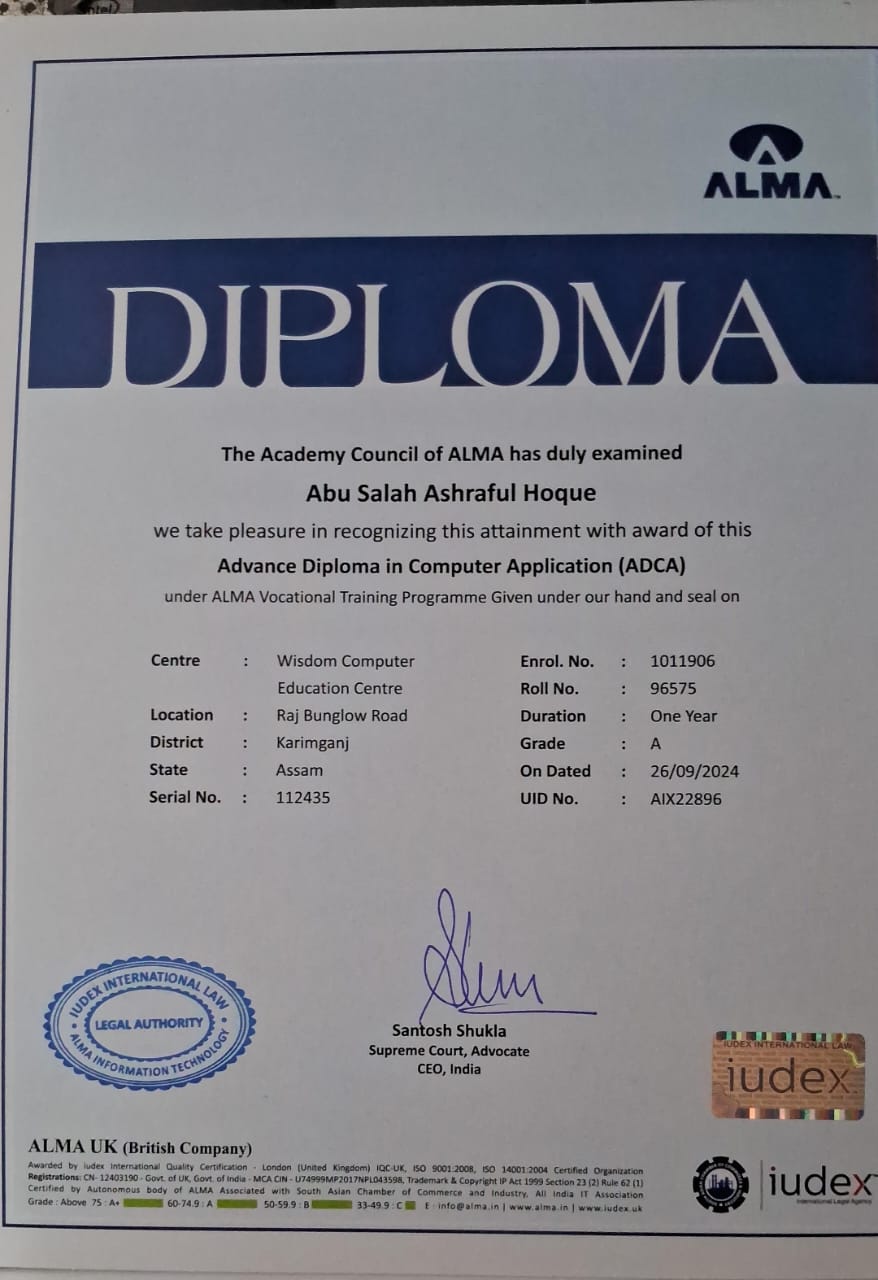 ntel
ALMA
DIPLOMA
The Academy Council of ALMA has duly examined
Abu Salah Ashraful Hoque
we take pleasure in recognizing this attainment with award of this
Advance Diploma in Computer Application (ADCA)
under ALMA Vocational Training Programme Given under our hand and seal on
Centre : Wisdom Computer Enrol. No. : 1011906
Education Centre Roll No. : 96575
Location : Raj Bunglow Road Duration : One Year
District : Karimganj Grade : A
State : Assam On Dated : 26/09/2024
Serial No. : 112435 UID No. : AIX22896
IUDEX INTERNATIONAL LAW
LEGAL AUTHORITY
ALMA INFORMATION TECHNOLOGY
Santosh Shukla
Supreme Court, Advocate
CEO, India
IUDEX INTERNATIONAL LAW
iudex
ALMA UK (British Company)
Awarded by Iudex International Quality Certification - London (United Kingdom) IQC-UK, ISO 9001:2008, ISO 14001:2004 Certified Organization
Registrations: CN- 12403190 - Govt. of UK, Govt. of India - MCA CIN - U74999MP2017NPL043598, Trademark & Copyright IP Act 1999 Section 23 (2) Rule 62 (1)
Certified by Autonomous body of ALMA Associated with South Asian Chamber of Commerce and Industry, All India IT Association
Grade : Above 75 : A+ 60-74.9 : A 50-59.9 : B 33-49.9 : C E : info@alma.in | www.alma.in | www.iudex.uk
iudex
International Legal Agency